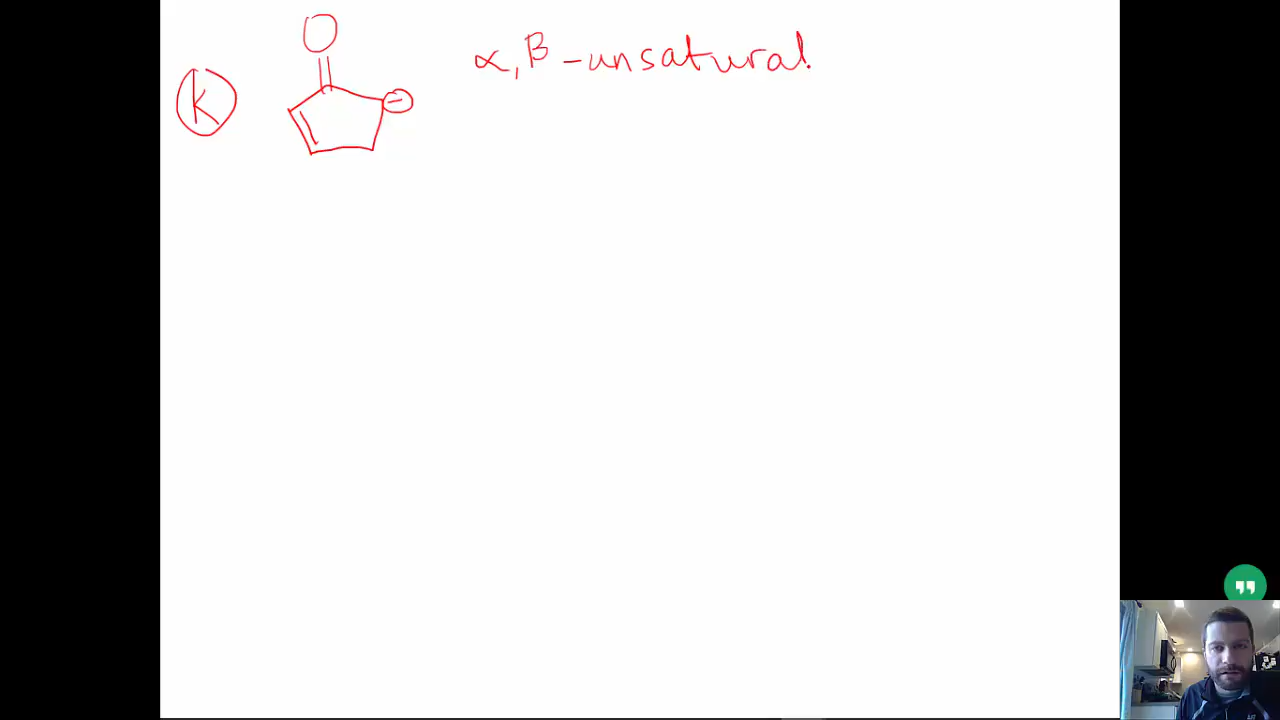 O
K
α, β - unsatural